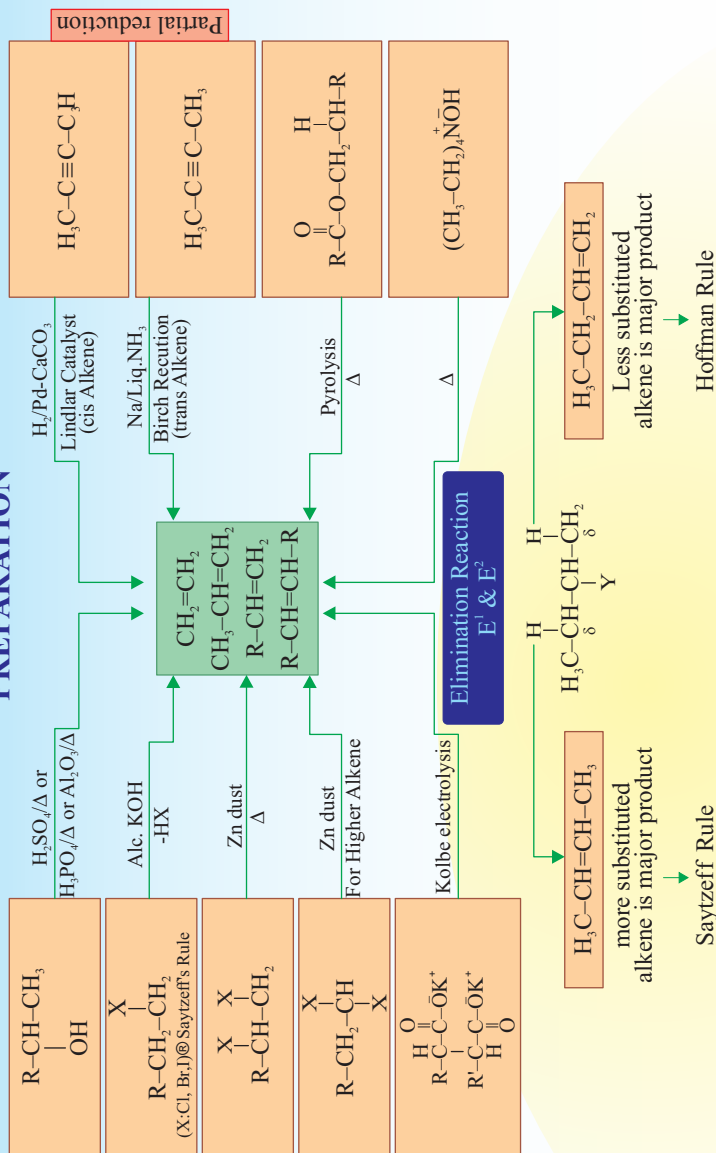 PREPARATION
R–CH–CH₃
|
OH
H₂SO₄/Δ or
H₃PO₄/Δ or Al₂O₃/Δ
X
|
R–CH₂–CH₂
(X:Cl, Br,I)®Saytzeff's Rule
Alc. KOH
-HX
X X
| |
R–CH–CH₂
Zn dust
Δ
X
|
R–CH₂–CH
|
X
Zn dust
For Higher Alkene
H O
| ||
R–C–C–ŌK⁺
|
R'–C–C–ŌK⁺
| ||
H O
Kolbe electrolysis
CH₂=CH₂
CH₃–CH=CH₂
R–CH=CH₂
R–CH=CH–R
H₂/Pd-CaCO₃
Lindlar Catalyst
(cis Alkene)
H₃C–C≡C–C₃H
Na/Liq.NH₃
Birch Recution
(trans Alkene)
H₃C–C≡C–CH₃
Partial reduction
Pyrolysis
Δ
O H
|| |
R–C–O–CH₂–CH–R
Δ
(CH₃–CH₂)₄N⁺O⁻H
Elimination Reaction
E¹ & E²
H H
| |
H₃C–CH–CH–CH₂
δ | δ
Y
H₃C–CH=CH–CH₃
more substituted
alkene is major product
Saytzeff Rule
H₃C–CH₂–CH=CH₂
Less substituted
alkene is major product
Hoffman Rule